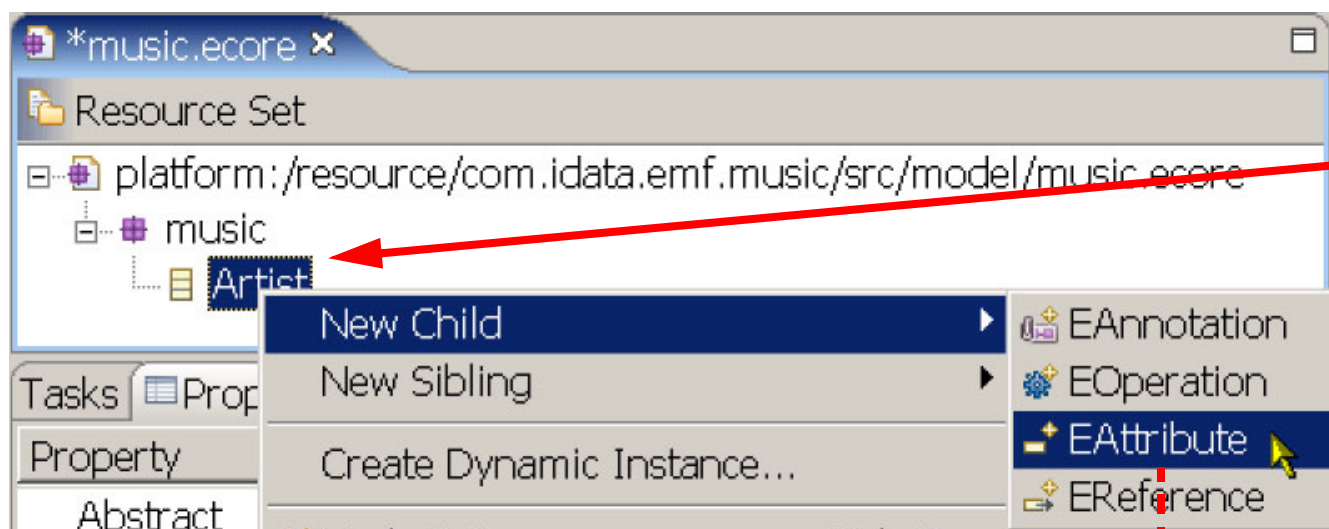 *music.ecore
Resource Set
platform:/resource/com.idata.emf.music/src/model/music.ecore
music
Artist
New Child
EAnnotation
New Sibling
EOperation
Tasks
Prop
EAttribute
Property
Create Dynamic Instance...
EReference
Abstract